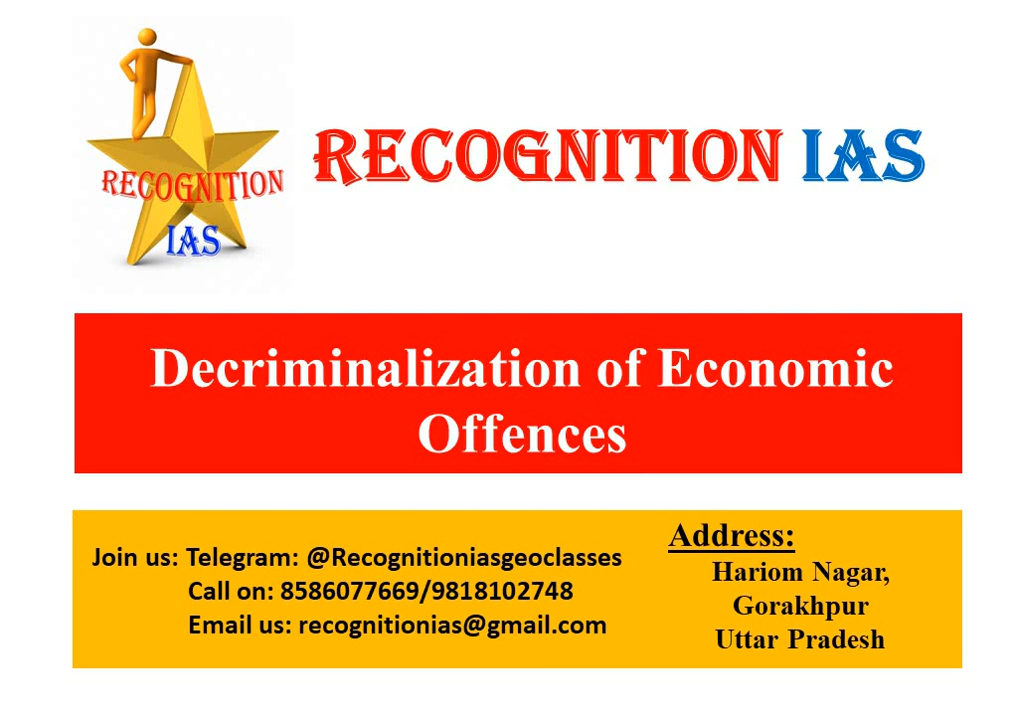 RECOGNITION
IAS
RECOGNITION IAS
Decriminalization of Economic
Offences
Join us: Telegram: @Recognitioniasgeoclasses
Call on: 8586077669/9818102748
Email us: recognitionias@gmail.com
Address:
Hariom Nagar,
Gorakhpur
Uttar Pradesh